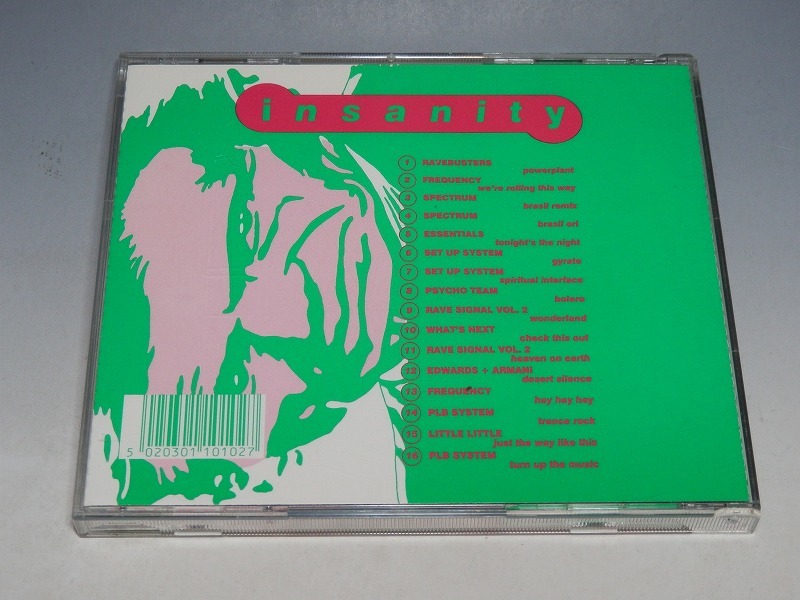 insanity
1 RAVEBUSTERS
powerplant
2 FREQUENCY
we're rolling this way
3 SPECTRUM
brasil remix
4 SPECTRUM
brasil ori
5 ESSENTIALS
tonight's the night
6 SET UP SYSTEM
gyrate
7 SET UP SYSTEM
spiritual interface
8 PSYCHO TEAM
bolero
9 RAVE SIGNAL VOL. 2
wonderland
10 WHAT'S NEXT
check this out
11 RAVE SIGNAL VOL. 2
heaven on earth
12 EDWARDS + ARMANI
desert silence
13 FREQUENCY
hey hey hey
14 PLB SYSTEM
trance rock
15 LITTLE LITTLE
just the way like this
16 PLB SYSTEM
turn up the music
5 020301 101027